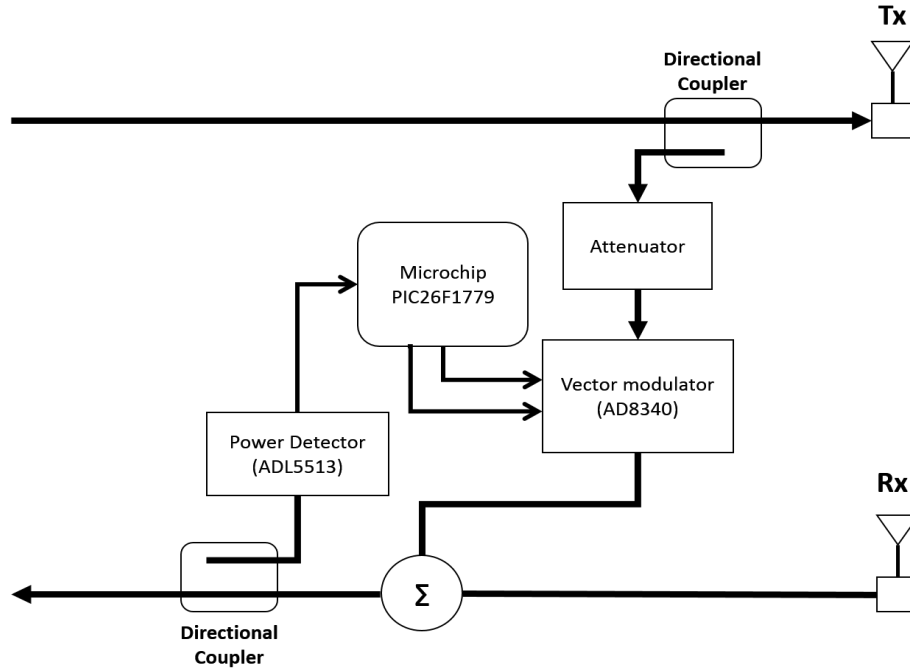 Tx
Directional
Coupler
Attenuator
Microchip
PIC26F1779
Vector modulator
(AD8340)
Power Detector
(ADL5513)
Rx
Σ
Directional
Coupler